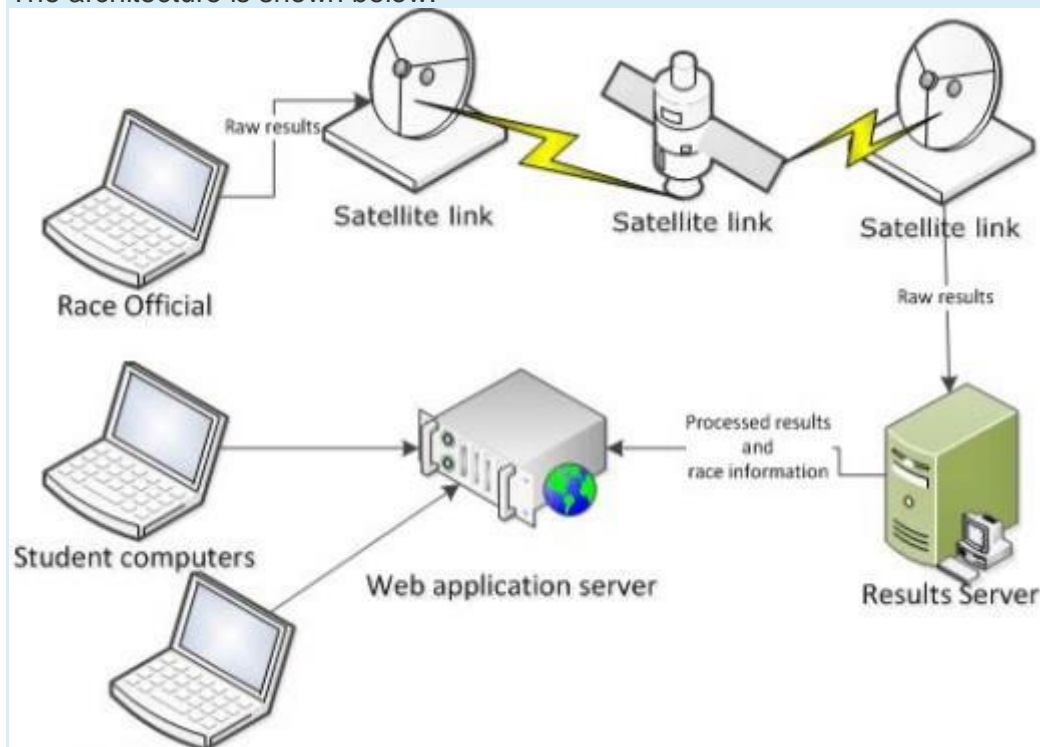 The architecture is shown below:
Raw results
Satellite link
Satellite link
Satellite link
Race Official
Raw results
Processed results
and
race information
Student computers
Web application server
Results Server